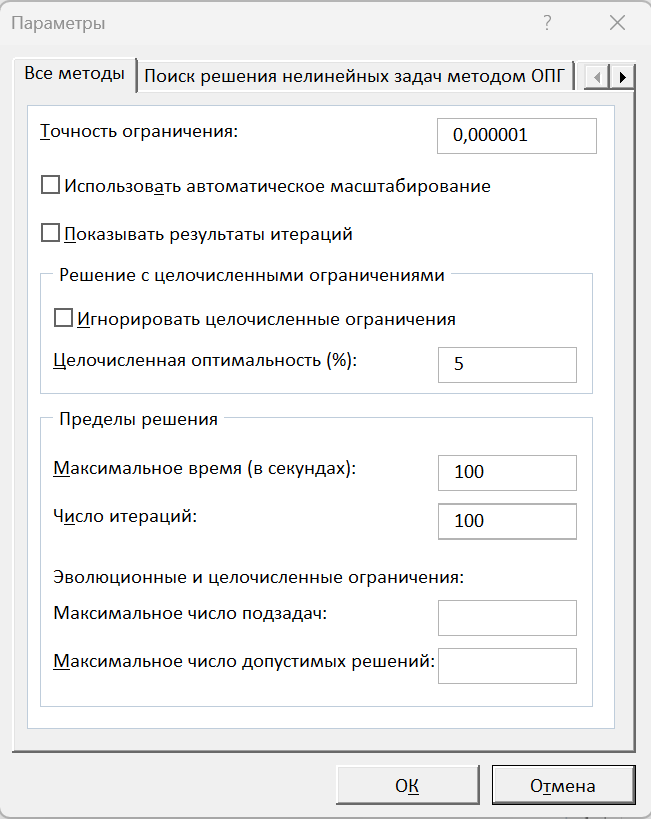 Параметры ?
Все методы Поиск решения нелинейных задач методом ОПГ
Точность ограничения: 0,000001
Использовать автоматическое масштабирование
Показывать результаты итераций
Решение с целочисленными ограничениями
Игнорировать целочисленные ограничения
Целочисленная оптимальность (%): 5
Пределы решения
Максимальное время (в секундах): 100
Число итераций: 100
Эволюционные и целочисленные ограничения:
Максимальное число подзадач:
Максимальное число допустимых решений:
ОК Отмена